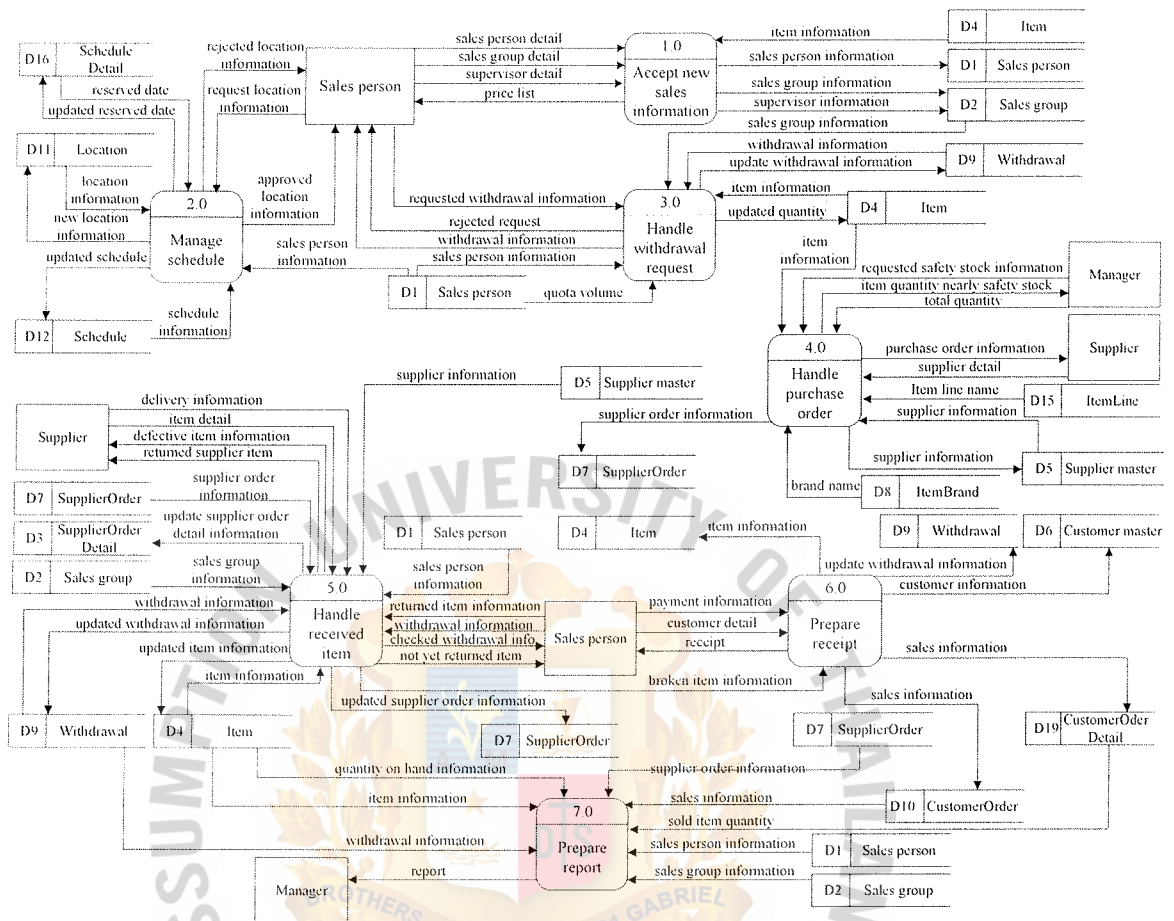 D16
Schedule
Detail
reserved date
updated reserved date
rejected location
information
request location
information
Sales person
sales person detail
sales group detail
supervisor detail
price list
1.0
Accept new
sales
information
item information
sales person information
sales group information
supervisor information
sales group information
D4
Item
D1
Sales person
D2
Sales group
D11
Location
location
information
new location
information
updated schedule
D12
Schedule
schedule
information
2.0
Manage
schedule
approved
location
information
sales person
information
requested withdrawal information
rejected request
withdrawal information
sales person information
D1
Sales person
quota volume
3.0
Handle
withdrawal
request
withdrawal information
update withdrawal information
D9
Withdrawal
item information
updated quantity
D4
Item
item
information
requested safety stock information
item quantity nearly safety stock
total quantity
Manager
4.0
Handle
purchase
order
purchase order information
supplier detail
Supplier
Item line name
D15
ItemLine
supplier information
supplier information
D5
Supplier master
brand name
D8
ItemBrand
supplier information
D5
Supplier master
supplier order information
D7
SupplierOrder
Supplier
delivery information
item detail
defective item information
returned supplier item
D7
SupplierOrder
supplier order
information
D3
SupplierOrder
Detail
update supplier order
detail information
D2
Sales group
sales group
information
withdrawal information
updated withdrawal information
updated item information
item information
5.0
Handle
received
item
D1
Sales person
sales person
information
returned item information
withdrawal information
checked withdrawal info.
not yet returned item
Sales person
D4
Item
item information
D9
Withdrawal
D6
Customer master
update withdrawal information
customer information
payment information
customer detail
receipt
6.0
Prepare
receipt
sales information
broken item information
sales information
updated supplier order information
D9
Withdrawal
D4
Item
D7
SupplierOrder
D7
SupplierOrder
D19
CustomerOder
Detail
quantity on hand information
supplier order information
item information
sales information
D10
CustomerOrder
7.0
Prepare
report
sold item quantity
withdrawal information
sales person information
D1
Sales person
report
sales group information
D2
Sales group
Manager
ASSUMPTION UNIVERSITY OF THAILAND
BROTHERS
GABRIEL